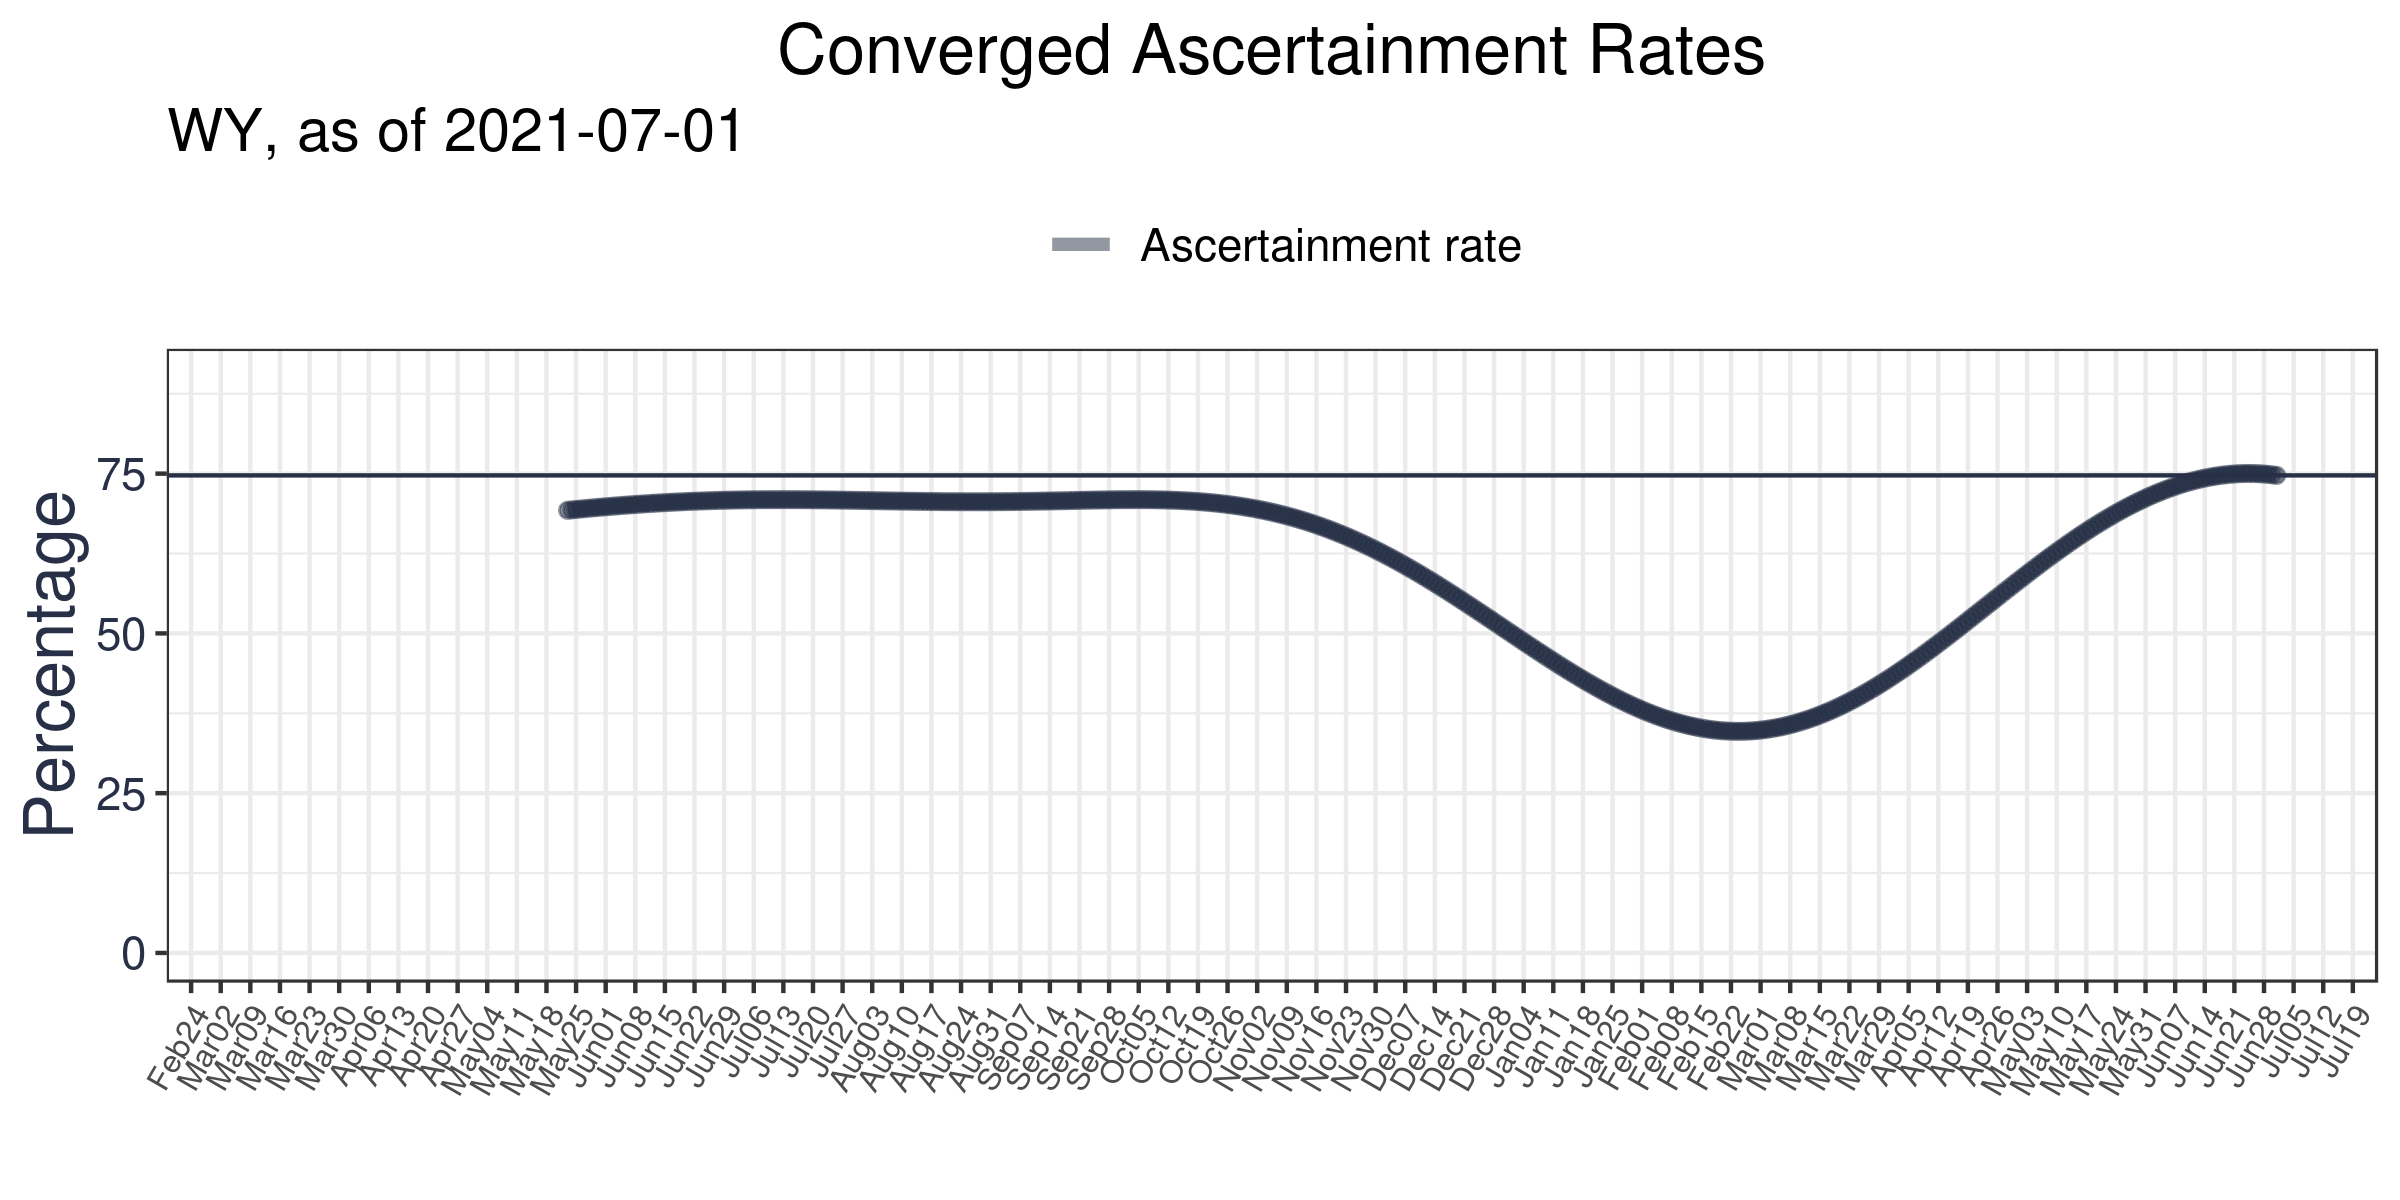 Converged Ascertainment Rates
WY, as of 2021-07-01
Ascertainment rate
Percentage
75
50
25
0
Feb24
Mar02
Mar09
Mar16
Mar23
Mar30
Apr06
Apr13
Apr20
Apr27
May04
May11
May18
May25
Jun01
Jun08
Jun15
Jun22
Jun29
Jul06
Jul13
Jul20
Jul27
Aug03
Aug10
Aug17
Aug24
Aug31
Sep07
Sep14
Sep21
Sep28
Oct05
Oct12
Oct19
Oct26
Nov02
Nov09
Nov16
Nov23
Nov30
Dec07
Dec14
Dec21
Dec28
Jan04
Jan11
Jan18
Jan25
Feb01
Feb08
Feb15
Feb22
Mar01
Mar08
Mar15
Mar22
Mar29
Apr05
Apr12
Apr19
Apr26
May03
May10
May17
May24
May31
Jun07
Jun14
Jun21
Jun28
Jul05
Jul12
Jul19